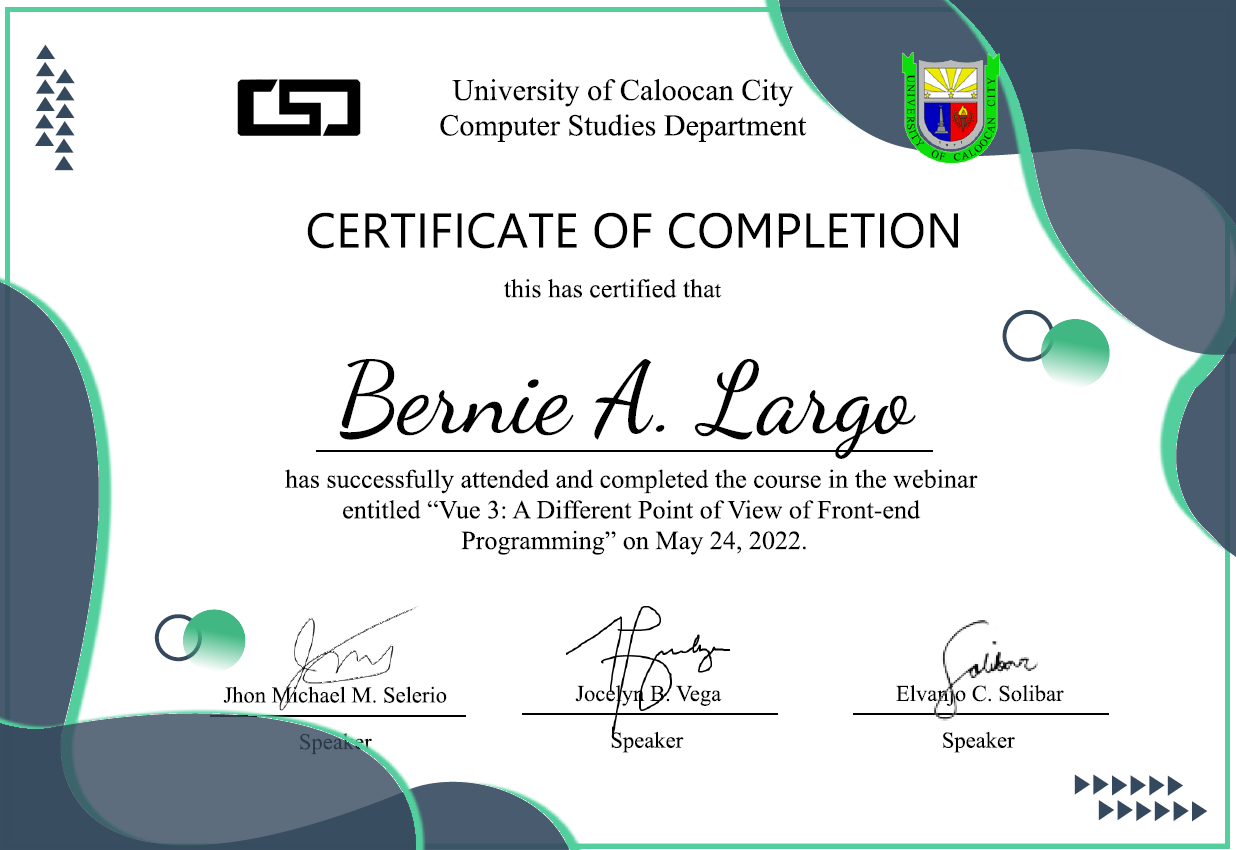 CSD
University of Caloocan City
Computer Studies Department
UNIVERSITY OF CALOOCAN CITY
CERTIFICATE OF COMPLETION
this has certified that
Bernie A. Largo
has successfully attended and completed the course in the webinar
entitled “Vue 3: A Different Point of View of Front-end
Programming” on May 24, 2022.
Solibar
Jhon Michael M. Selerio
Jocelyn B. Vega
Elvanjo C. Solibar
Speaker
Speaker
Speaker